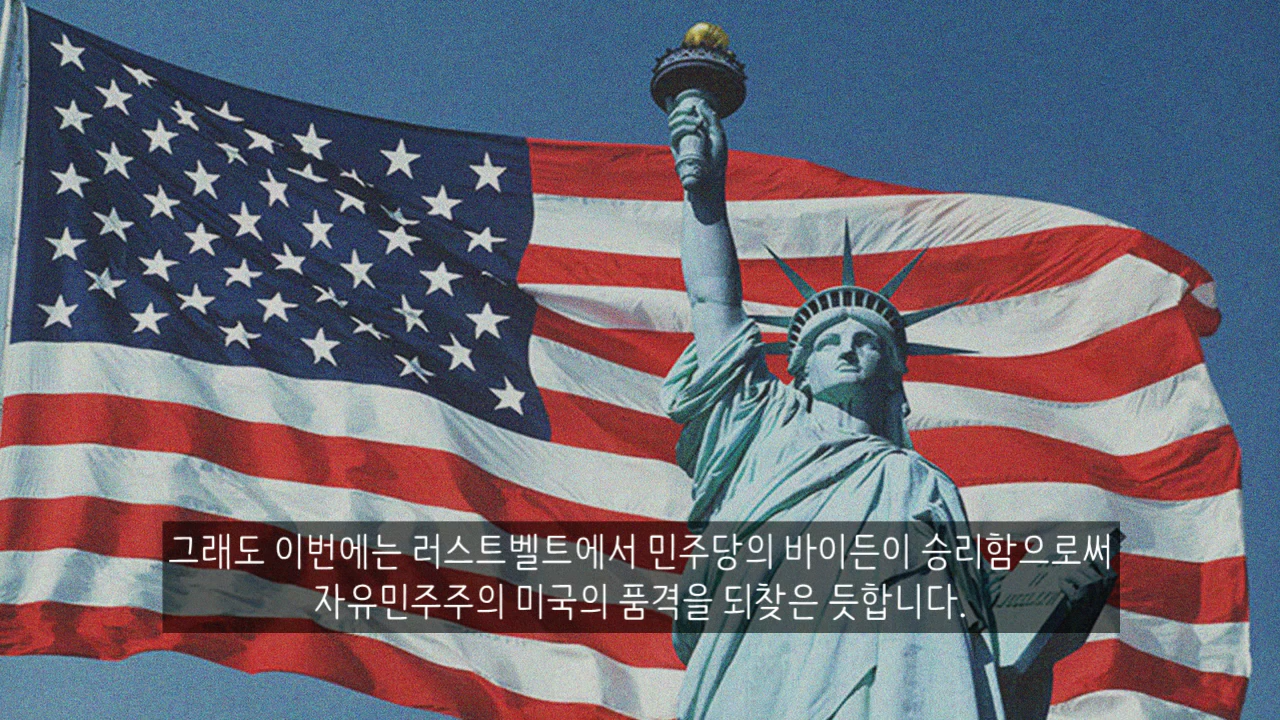 그래도 이번에는 러스트벨트에서 민주당의 바이든이 승리함으로써
자유민주주의 미국의 품격을 되찾은 듯합니다.